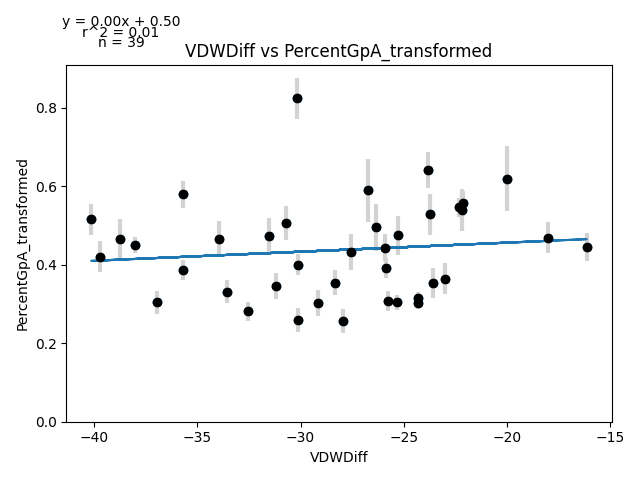 y = 0.00x + 0.50
r^2 = 0.01
n = 39
VDWDiff vs PercentGpA_transformed
PercentGpA_transformed
0.8
0.6
0.4
0.2
0.0
−40
−35
−30
−25
−20
−15
VDWDiff